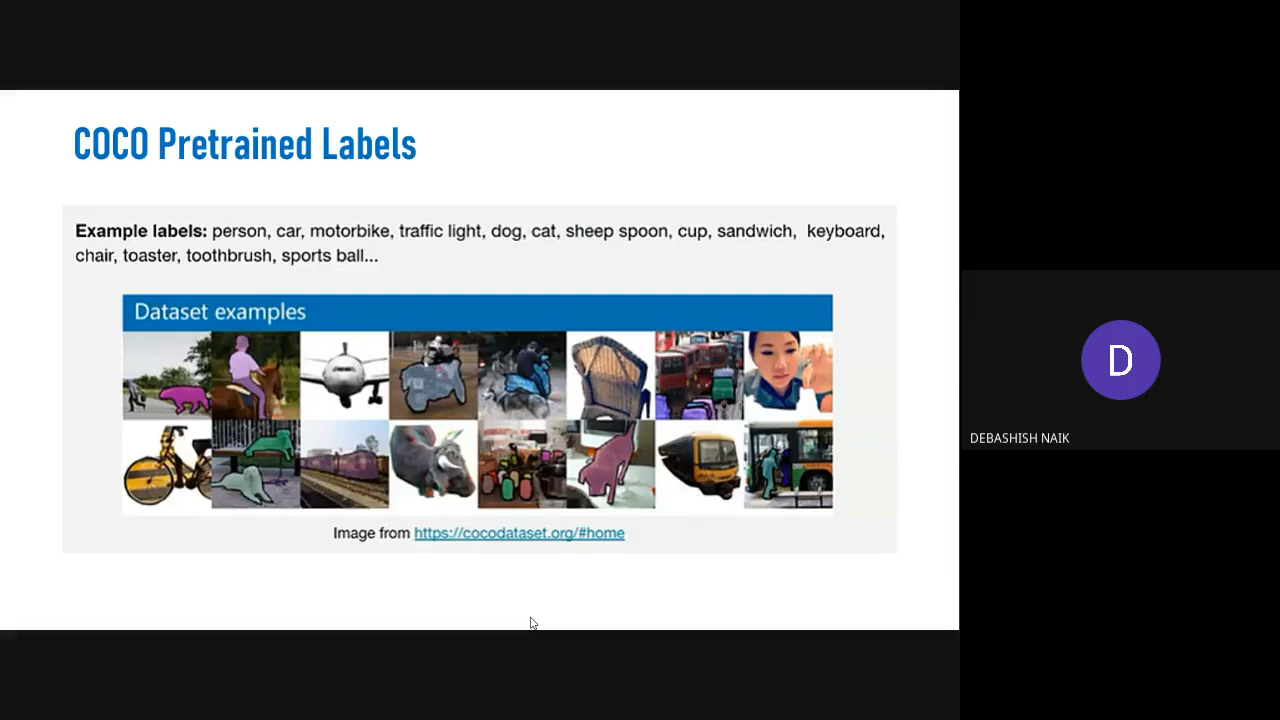 COCO Pretrained Labels
Example labels: person, car, motorbike, traffic light, dog, cat, sheep spoon, cup, sandwich, keyboard,
chair, toaster, toothbrush, sports ball...
Dataset examples
Image from https://cocodataset.org/#home
D
DEBASHISH NAIK